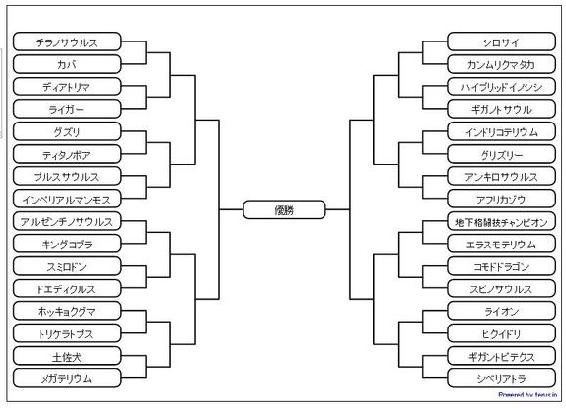 チラノサウルス
カバ
ディアトリマ
ライガー
グズリ
ティタノボア
プルスサウルス
インペリアルマンモス
アルゼンチノサウルス
キングコブラ
スミロドン
ドエディクルス
ホッキョクグマ
トリケラトプス
土佐犬
メガテリウム
優勝
シロサイ
カンムリクマタカ
ハイブリッドイノシシ
ギガノトサウル
インドリコテリウム
グリズリー
アンキロサウルス
アフリカゾウ
地下格闘技チャンピオン
エラスモテリウム
コモドドラゴン
スピノサウルス
ライオン
ヒクイドリ
ギガントピテクス
シベリアトラ
Powered by